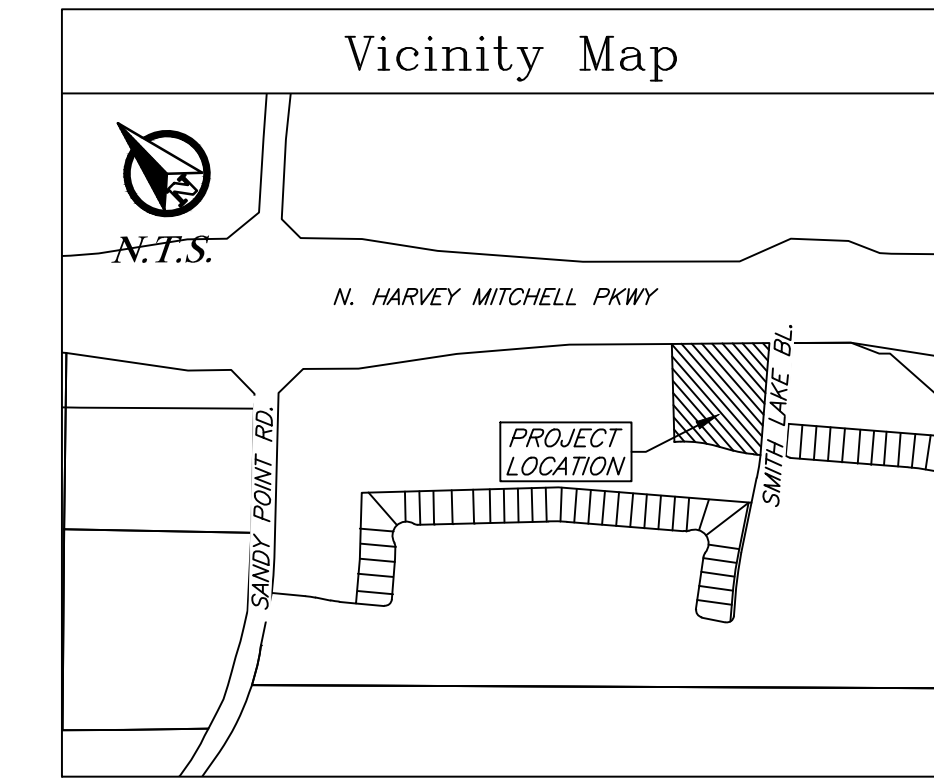 Vicinity Map
N
N.T.S.
N. HARVEY MITCHELL PKWY
SMITH LAKE BL.
PROJECT
LOCATION
SANDY POINT RD.